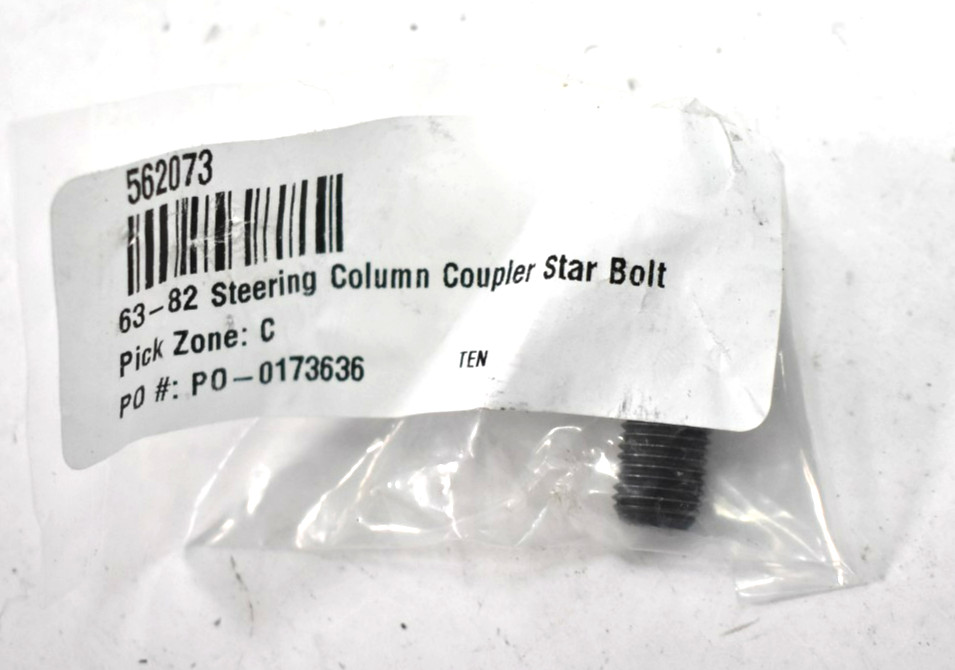 562073
63-82 Steering Column Coupler Star Bolt
Pick Zone: C
PO #: PO-0173636
TEN